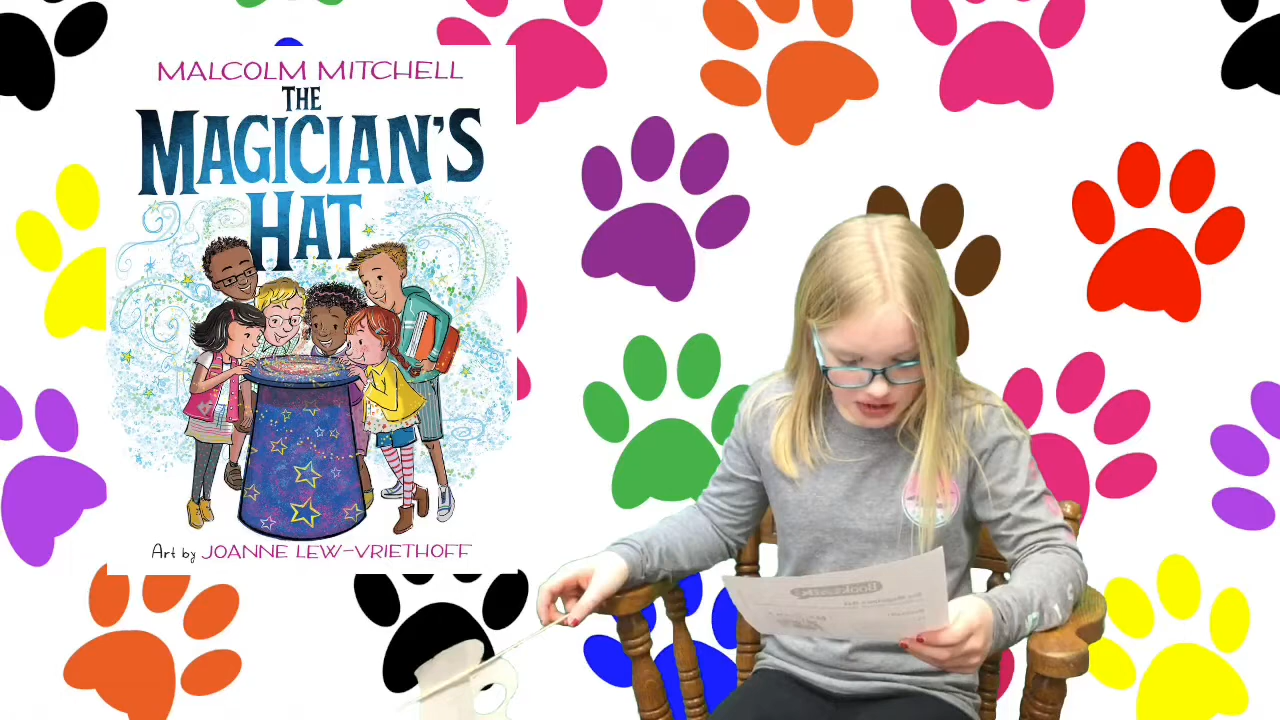 MALCOLM MITCHELL
THE
MAGICIAN'S
HAT
Art by JOANNE LEW-VRIETHOFF